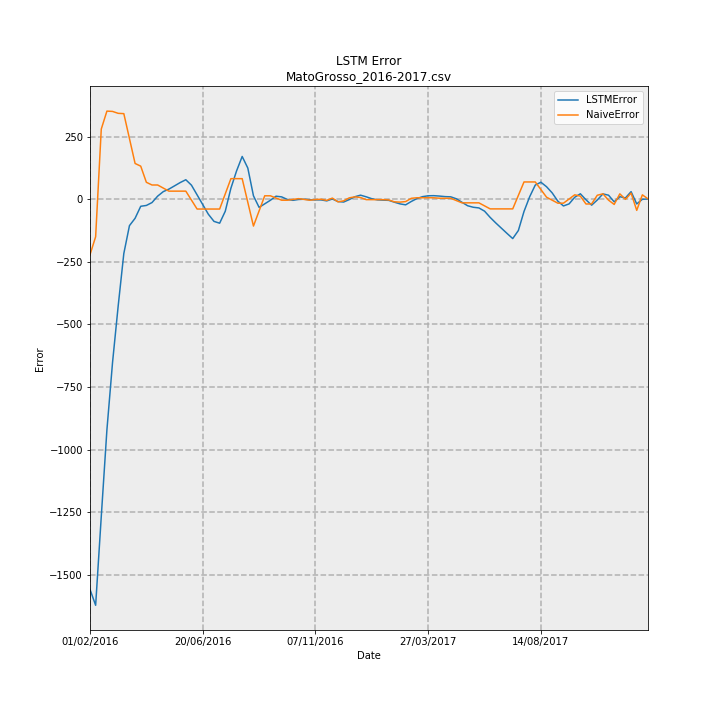 LSTM Error
MatoGrosso_2016-2017.csv
LSTMError
NaiveError
250
0
−250
−500
−750
−1000
−1250
−1500
Error
01/02/2016 20/06/2016 07/11/2016 27/03/2017 14/08/2017
Date